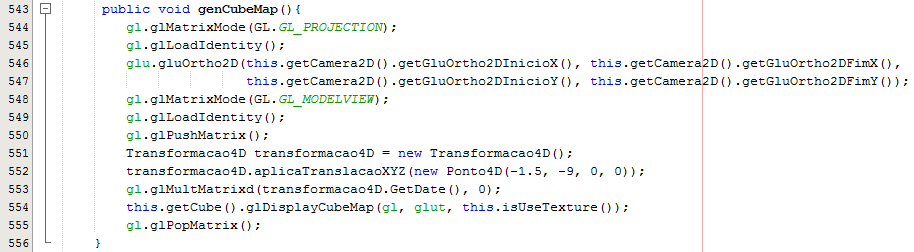 543 public void genCubeMap(){
544 gl.glMatrixMode(GL.GL_PROJECTION);
545 gl.glLoadIdentity();
546 glu.gluOrtho2D(this.getCamera2D().getGluOrtho2DInicioX(), this.getCamera2D().getGluOrtho2DFimX(),
547 this.getCamera2D().getGluOrtho2DInicioY(), this.getCamera2D().getGluOrtho2DFimY());
548 gl.glMatrixMode(GL.GL_MODELVIEW);
549 gl.glLoadIdentity();
550 gl.glPushMatrix();
551 Transformacao4D transformacao4D = new Transformacao4D();
552 transformacao4D.aplicaTranslacaoXYZ(new Ponto4D(-1.5, -9, 0, 0));
553 gl.glMultMatrixd(transformacao4D.GetDate(), 0);
554 this.getCube().glDisplayCubeMap(gl, glut, this.isUseTexture());
555 gl.glPopMatrix();
556 }